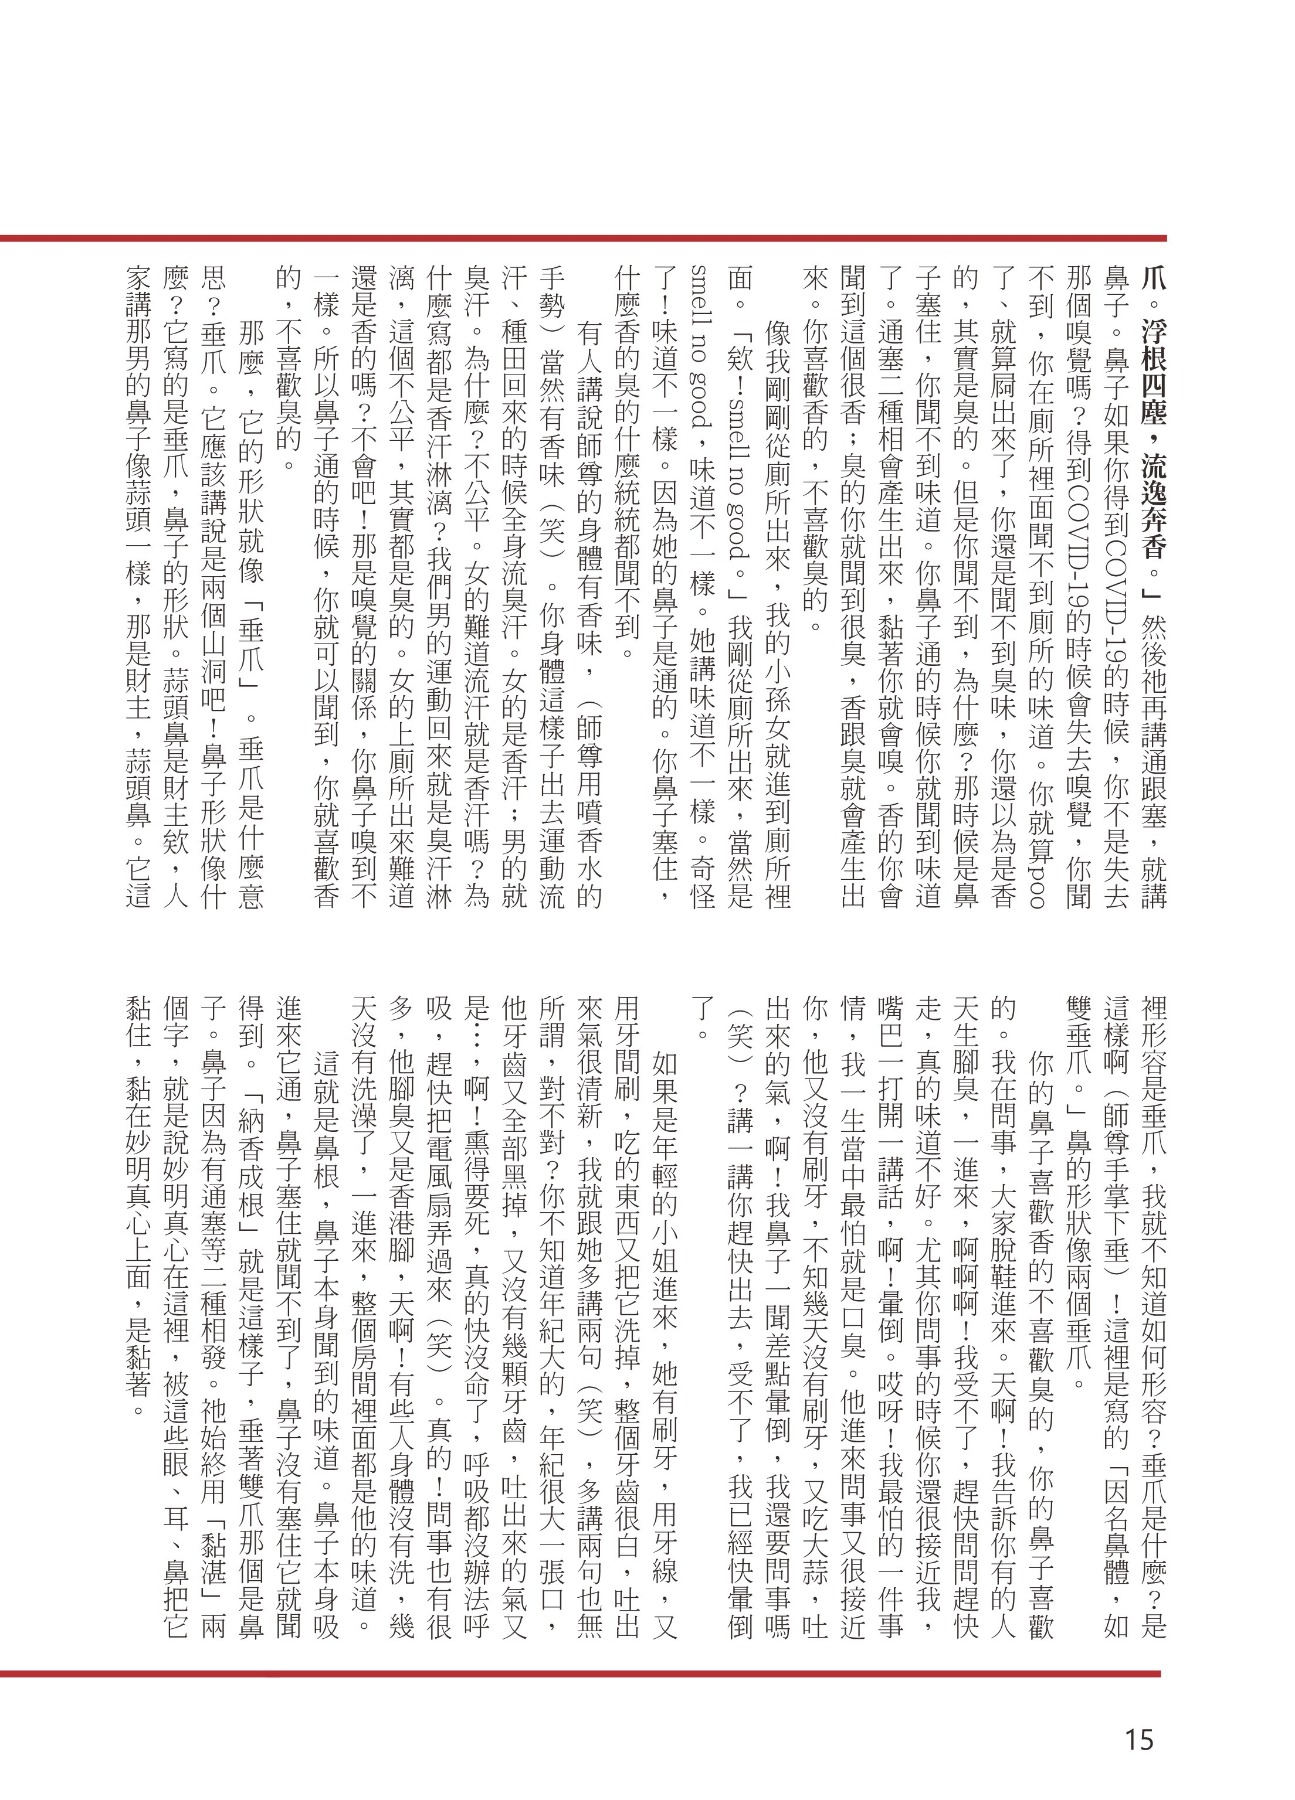 爪。浮根四塵，流逸奔香。」然後祂再講通跟塞，就講
鼻子。鼻子如果你得到COVID-19的時候，你不是失去
那個嗅覺嗎？得到COVID-19的時候會失去嗅覺，你聞
不到，你在廁所裡面聞不到廁所的味道。你就算poo
了、就算屙出來了，你還是聞不到臭味，你還以為是香
的，其實是臭的。但是你聞不到，為什麼？那時候是鼻
子塞住，你聞不到味道。你鼻子通的時候你就聞到味道
了。通塞二種相會產生出來，黏著你就會嗅。香的你會
聞到這個很香；臭的你就聞到很臭，香跟臭就會產生出
來。你喜歡香的，不喜歡臭的。
像我剛剛從廁所出來，我的小孫女就進到廁所裡
面。「欸！smell no good。」我剛從廁所出來，當然是
smell no good，味道不一樣。她講味道不一樣。奇怪
了！味道不一樣。因為她的鼻子是通的。你鼻子塞住，
什麼香的臭的什麼統統都聞不到。
有人講說師尊的身體有香味，（師尊用噴香水的
手勢）當然有香味（笑）。你身體這樣子出去運動流
汗、種田回來的時候全身流臭汗。女的是香汗；男的就
臭汗。為什麼？不公平。女的難道流汗就是香汗嗎？為
什麼寫都是香汗淋漓？我們男的運動回來就是臭汗淋
漓，這個不公平，其實都是臭的。女的上廁所出來難道
還是香的嗎？不會吧！那是嗅覺的關係，你鼻子嗅到不
一樣。所以鼻子通的時候，你就可以聞到，你就喜歡香
的，不喜歡臭的。
那麼，它的形狀就像「垂爪」。垂爪是什麼意
思？垂爪。它應該講說是兩個山洞吧！鼻子形狀像什
麼？它寫的是垂爪，鼻子的形狀。蒜頭鼻是財主欸，人
家講那男的鼻子像蒜頭一樣，那是財主，蒜頭鼻。它這
裡形容是垂爪，我就不知道如何形容？垂爪是什麼？是
這樣啊（師尊手掌下垂）！這裡是寫的「因名鼻體，如
雙垂爪。」鼻的形狀像兩個垂爪。
你的鼻子喜歡香的不喜歡臭的，你的鼻子喜歡
的。我在問事，大家脫鞋進來。天啊！我告訴你有的人
天生腳臭，一進來，啊啊啊！我受不了，趕快問問趕快
走，真的味道不好。尤其你問事的時候你還很接近我，
嘴巴一打開一講話，啊！暈倒。哎呀！我最怕的一件事
情，我一生當中最怕就是口臭。他進來問事又很接近
你，他又沒有刷牙，不知幾天沒有刷牙，又吃大蒜，吐
出來的氣，啊！我鼻子一聞差點暈倒，我還要問事嗎
（笑）？講一講你趕快出去，受不了，我已經快暈倒
了。
如果是年輕的小姐進來，她有刷牙，用牙線，又
用牙間刷，吃的東西又把它洗掉，整個牙齒很白，吐出
來氣很清新，我就跟她多講兩句（笑），多講兩句也無
所謂，對不對？你不知道年紀大的，年紀很大一張口，
他牙齒又全部黑掉，又沒有幾顆牙齒，吐出來的氣又
是…，啊！熏得要死，真的快沒命了，呼吸都沒辦法呼
吸，趕快把電風扇弄過來（笑）。真的！問事也有很
多，他腳臭又是香港腳，天啊！有些人身體沒有洗，幾
天沒有洗澡了，一進來，整個房間裡面都是他的味道。
這就是鼻根，鼻子本身聞到的味道。鼻子本身吸
進來它通，鼻子塞住就聞不到了，鼻子沒有塞住它就聞
得到。「納香成根」就是這樣子，垂著雙爪那個是鼻
子。鼻子因為有通塞等二種相發。祂始終用「黏湛」兩
個字，就是說妙明真心在這裡，被這些眼、耳、鼻把它
黏住，黏在妙明真心上面，是黏著。
15